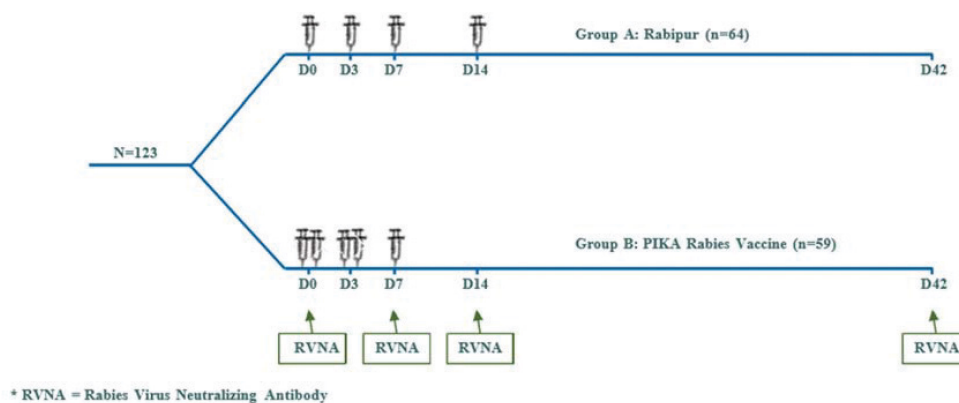 Group A: Rabipur (n=64)
D0 D3 D7 D14 D42
N=123
Group B: PIKA Rabies Vaccine (n=59)
D0 D3 D7 D14 D42
RVNA RVNA RVNA RVNA
* RVNA = Rabies Virus Neutralizing Antibody